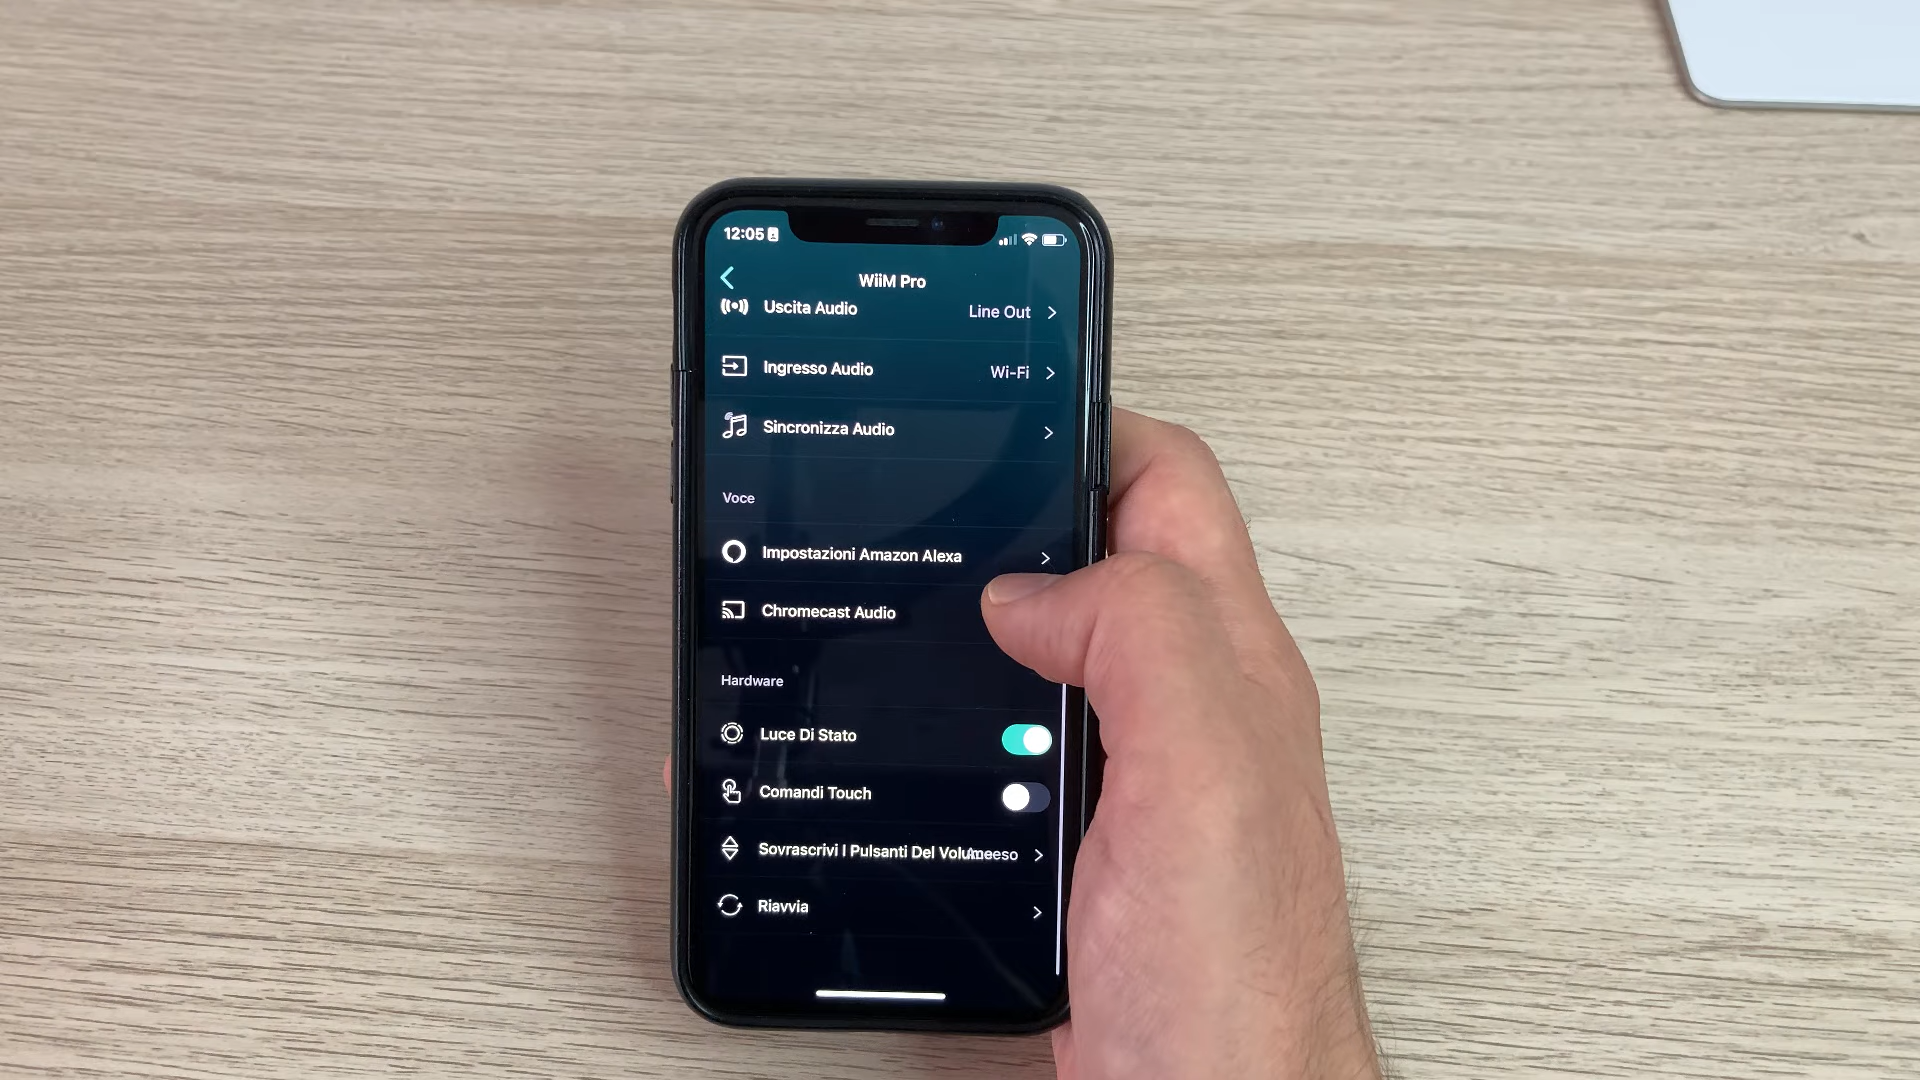 12:05
WiiM Pro
Uscita Audio Line Out
Ingresso Audio Wi-Fi
Sincronizza Audio
Voce
Impostazioni Amazon Alexa
Chromecast Audio
Hardware
Luce Di Stato
Comandi Touch
Sovrascrivi I Pulsanti Del Volume
Riavvia